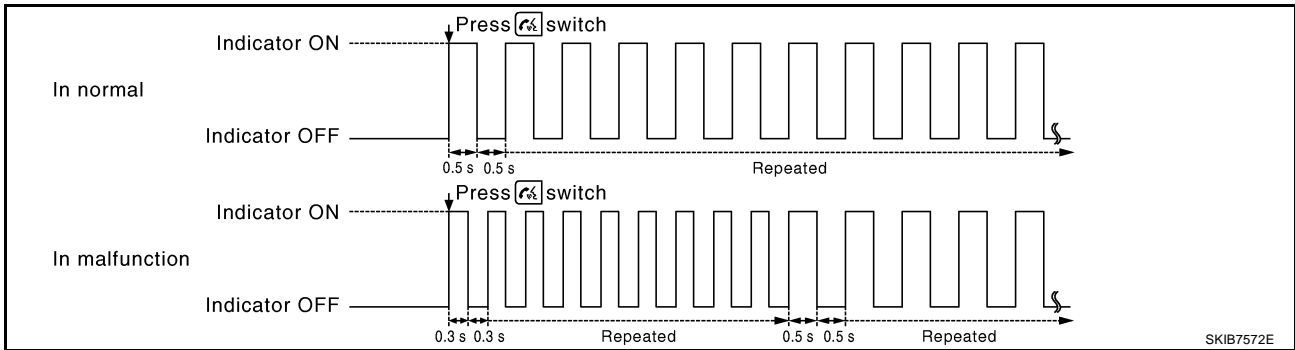 Press switch
Indicator ON
In normal
Indicator OFF
0.5 s 0.5 s Repeated
Press switch
Indicator ON
In malfunction
Indicator OFF
0.3 s 0.3 s Repeated 0.5 s 0.5 s Repeated
SKIB7572E